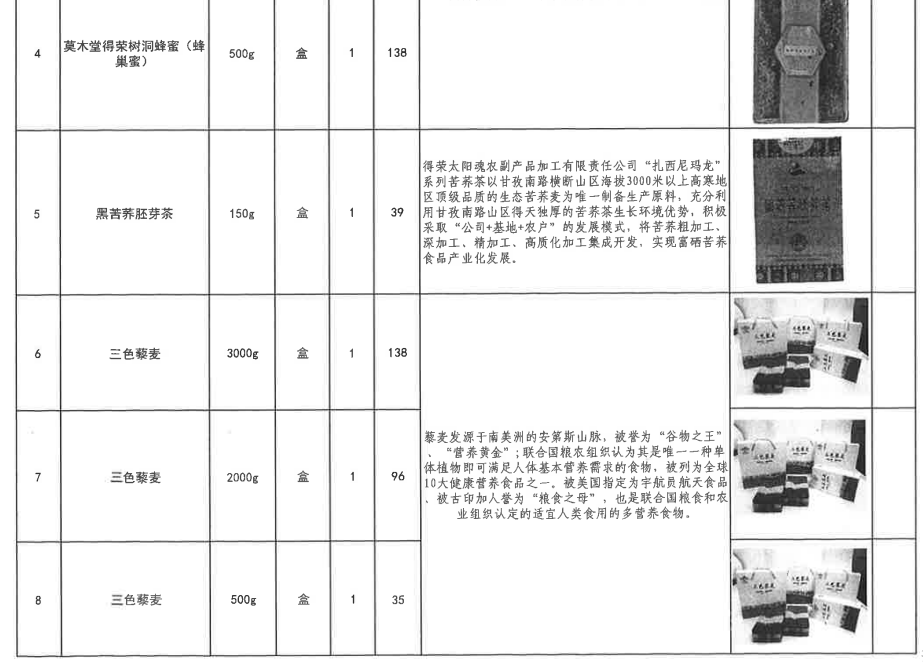 4
莫木堂得荣树洞蜂蜜（蜂
巢蜜）
500g
盒
1
138
5
黑苦荞胚芽茶
150g
盒
1
39
得荣太阳魂农副产品加工有限责任公司“扎西尼玛龙”
系列苦荞茶以甘孜南路横断山区海拔3000米以上高寒地
区顶级品质的生态苦荞麦为唯一制备生产原料，充分利
用甘孜南路山区得天独厚的苦荞茶生长环境优势，积极
采取“公司+基地+农户”的发展模式，将苦荞粗加工、
深加工、精加工、高质化加工集成开发，实现富硒苦荞
食品产业化发展。
6
三色藜麦
3000g
盒
1
138
藜麦发源于南美洲的安第斯山脉，被誉为“谷物之王”
、“营养黄金”；联合国粮农组织认为其是唯一一种单
体植物即可满足人体基本营养需求的食物，被列为全球
10大健康营养食品之一。被美国指定为宇航员航天食品
、被古印加人誉为“粮食之母”，也是联合国粮食和农
业组织认定的适宜人类食用的多营养食物。
7
三色藜麦
2000g
盒
1
96
8
三色藜麦
500g
盒
1
35